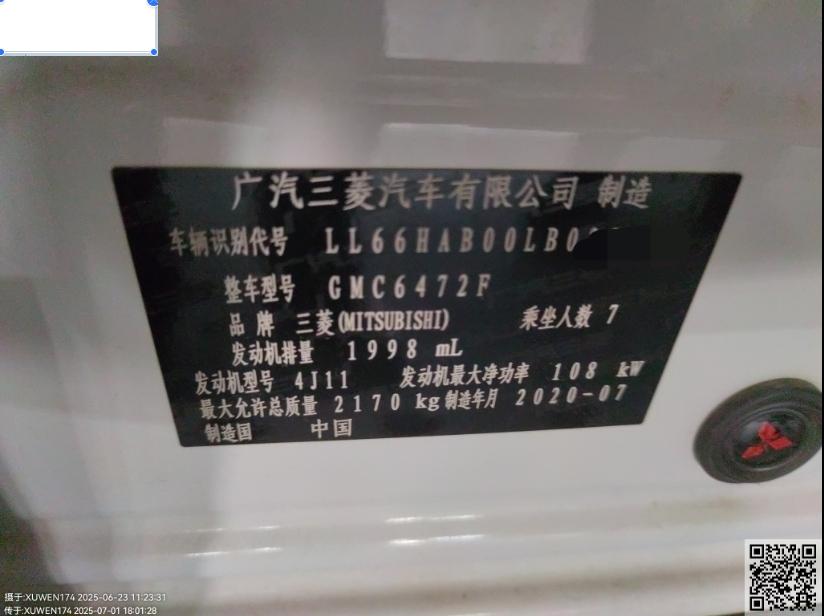 广汽三菱汽车有限公司 制造
车辆识别代号 LL66HAB00LB0
整车型号 GMC6472F
品牌 三菱(MITSUBISHI) 乘坐人数 7
发动机排量 1998 mL
发动机型号 4J11 发动机最大净功率 108 kW
最大允许总质量 2170 kg 制造年月 2020-07
制造国 中国
摄于:XUWEN174 2025-06-23 11:23:31
传于:XUWEN174 2025-07-01 18:01:28